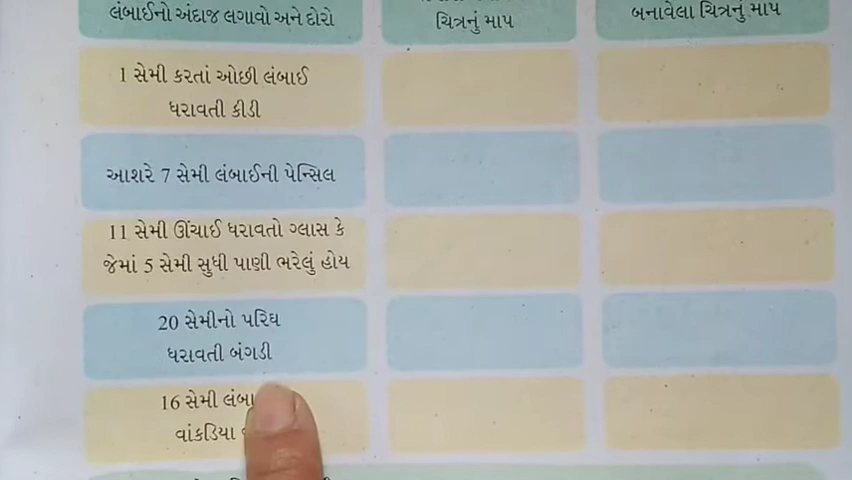 લંબાઈનો અંદાજ લગાવો અને દોરો
ચિત્રનું માપ
બનાવેલા ચિત્રનું માપ
1 સેમી કરતાં ઓછી લંબાઈ
ધરાવતી કીડી
આશરે 7 સેમી લંબાઈની પેન્સિલ
11 સેમી ઊંચાઈ ધરાવતો ગ્લાસ કે
જેમાં 5 સેમી સુધી પાણી ભરેલું હોય
20 સેમીનો પરિઘ
ધરાવતી બંગડી
16 સેમી
વાંકડિયા